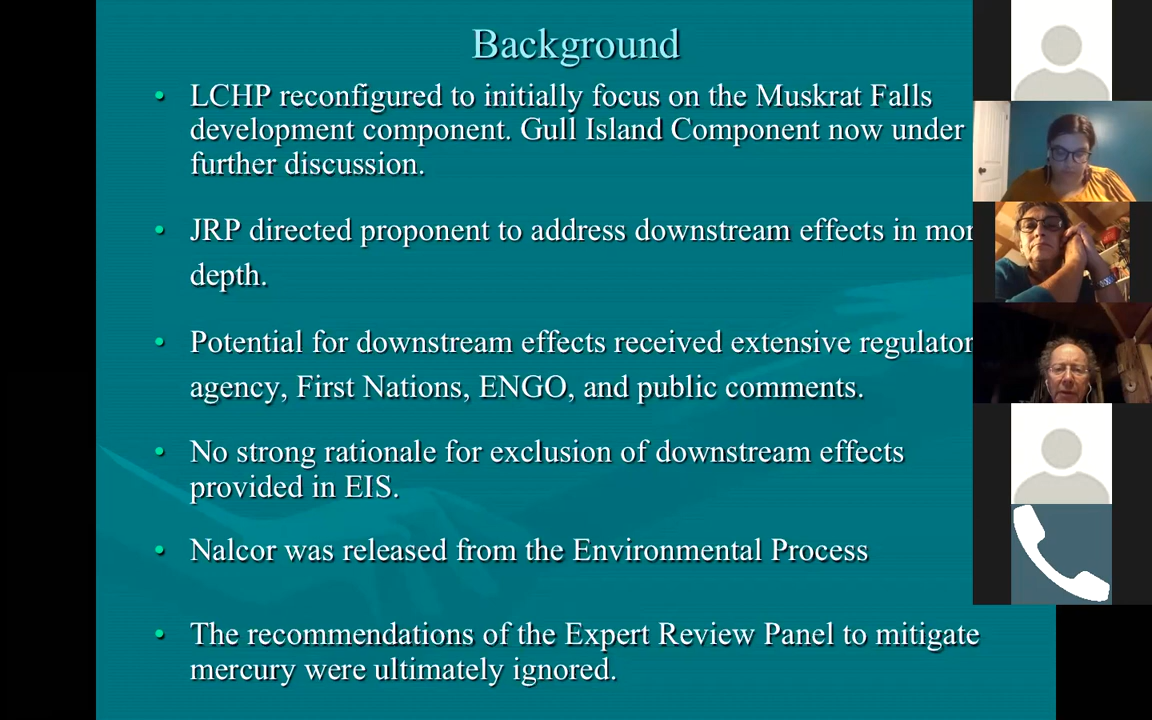 Background
• LCHP reconfigured to initially focus on the Muskrat Falls
development component. Gull Island Component now under
further discussion.
• JRP directed proponent to address downstream effects in mor
depth.
• Potential for downstream effects received extensive regulator
agency, First Nations, ENGO, and public comments.
• No strong rationale for exclusion of downstream effects
provided in EIS.
• Nalcor was released from the Environmental Process
• The recommendations of the Expert Review Panel to mitigate
mercury were ultimately ignored.